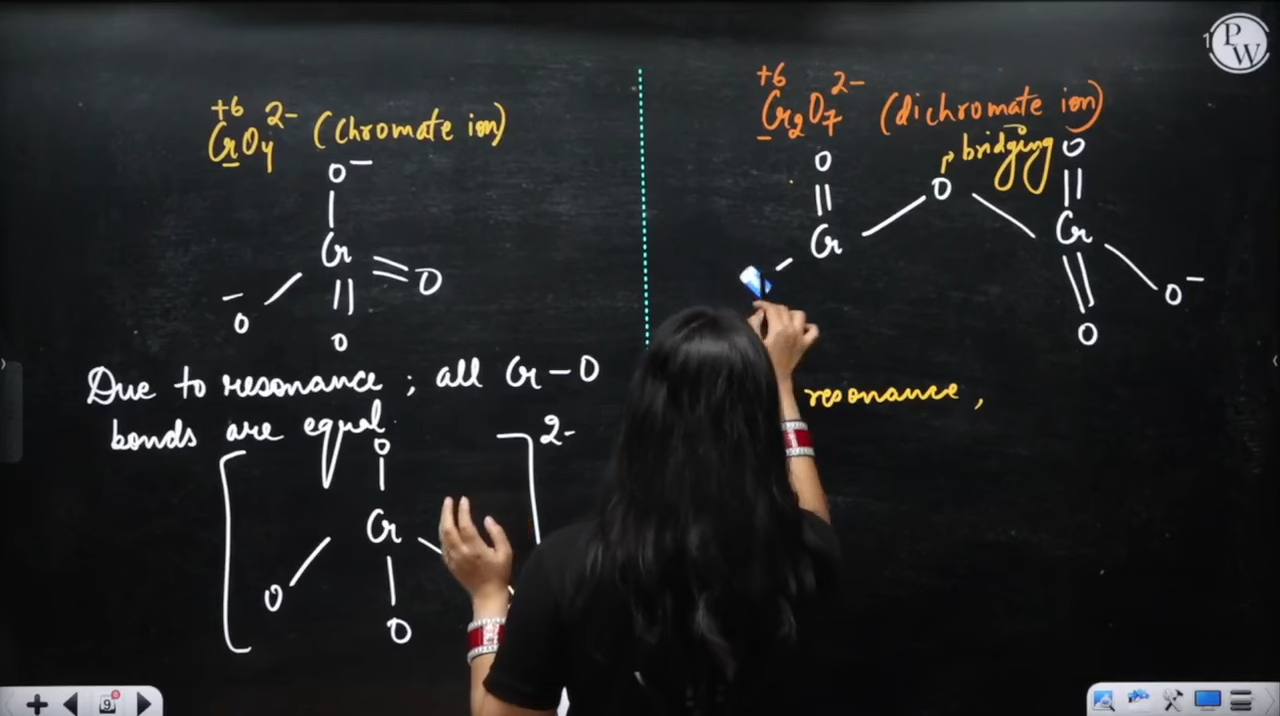 PW
+6
CrO4 2- (Chromate ion)
O-
Cr
O
-O
O
Due to resonance ; all Cr-O
bonds are equal.
2-
O
Cr
O
O
+6
Cr2O7 2- (dichromate ion)
bridging
O
O
O
Cr
Cr
O-
O
resonance,
9